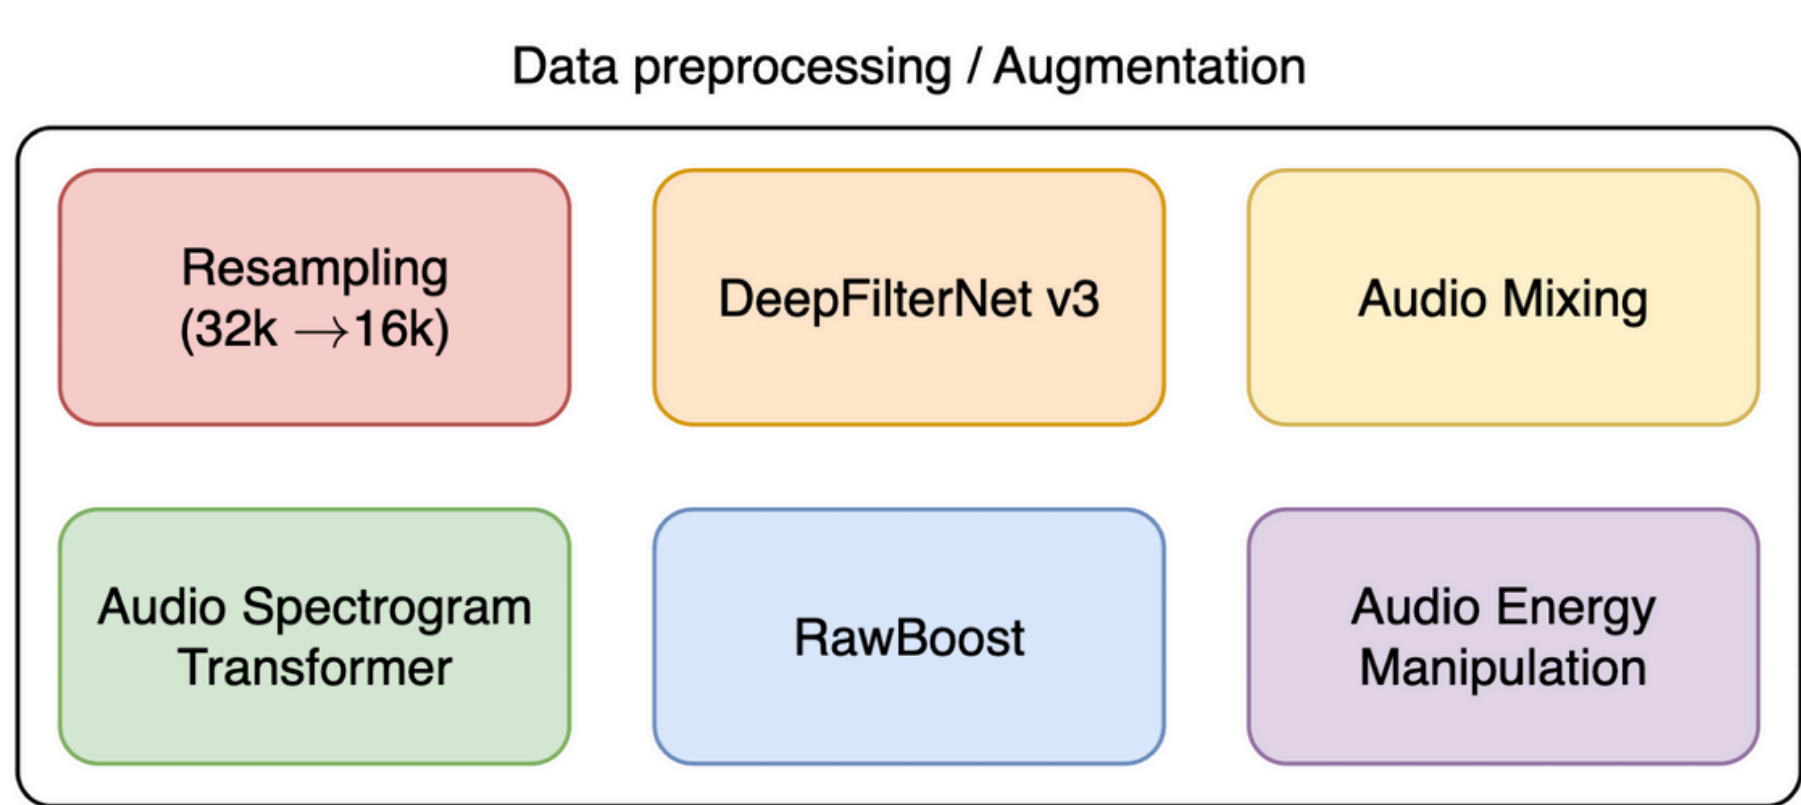 Data preprocessing / Augmentation
Resampling
(32k →16k)
DeepFilterNet v3
Audio Mixing
Audio Spectrogram
Transformer
RawBoost
Audio Energy
Manipulation